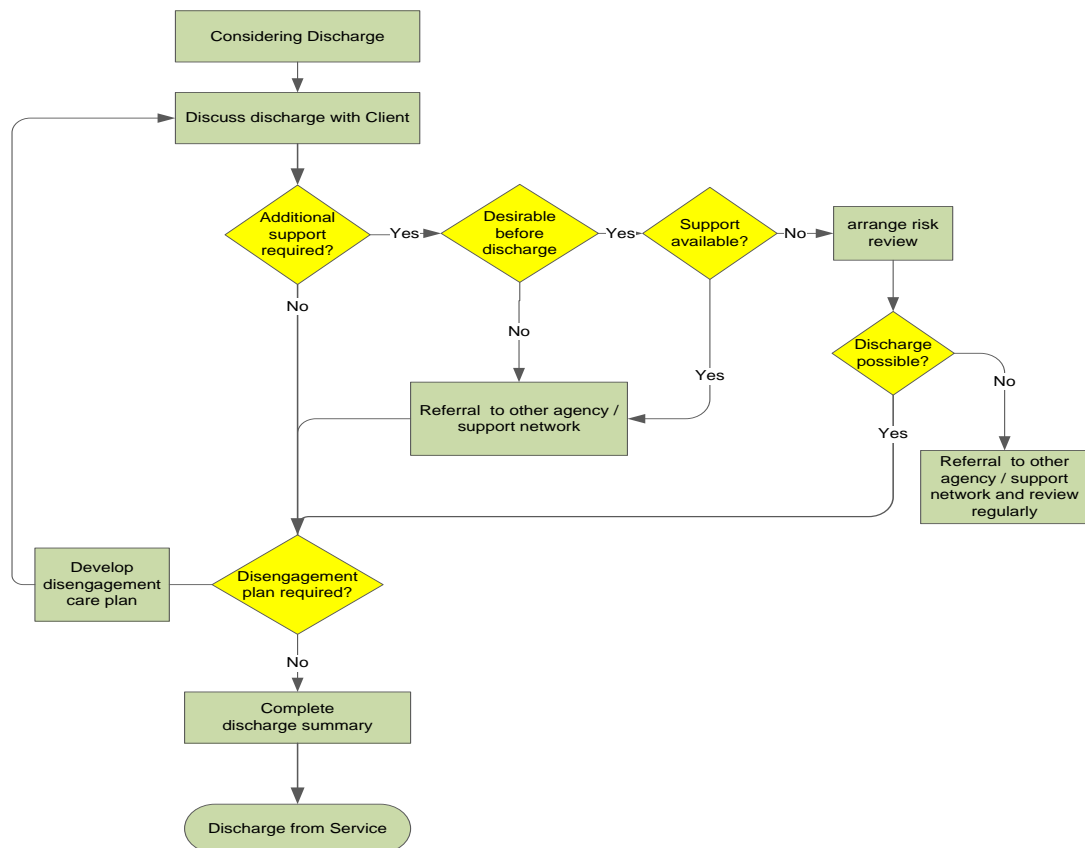 Considering Discharge
Discuss discharge with Client
Additional
support
required?
Yes
Desirable
before
discharge
Yes
Support
available?
No
arrange risk
review
No
No
Yes
Discharge
possible?
No
Yes
Referral to other agency /
support network
Referral to other
agency / support
network and review
regularly
Develop
disengagement
care plan
Disengagement
plan required?
No
Complete
discharge summary
Discharge from Service